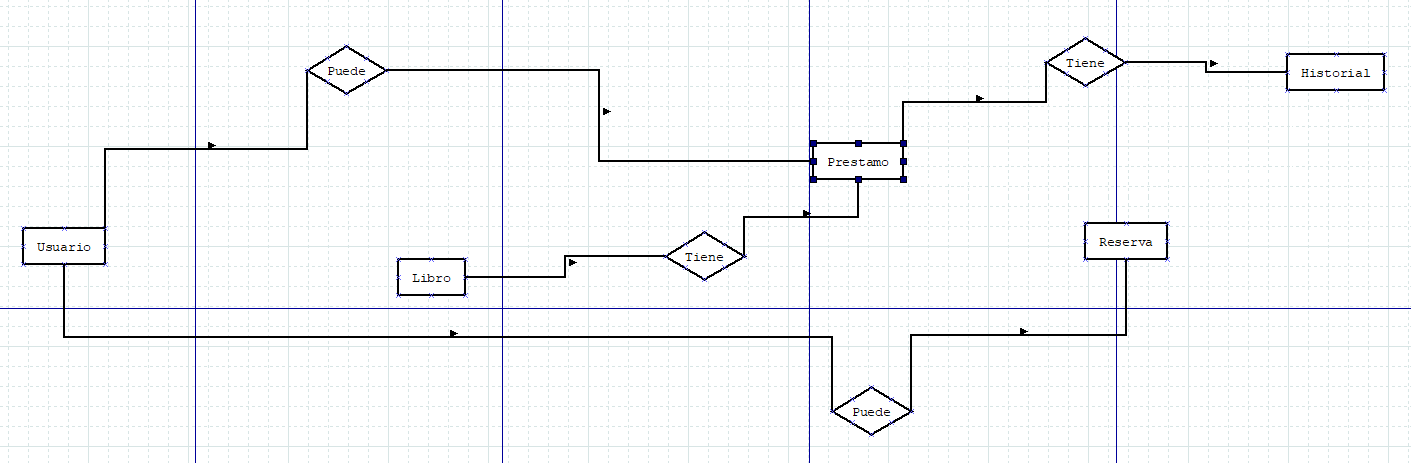 Puede
Tiene
Historial
Prestamo
Usuario
Libro
Tiene
Reserva
Puede